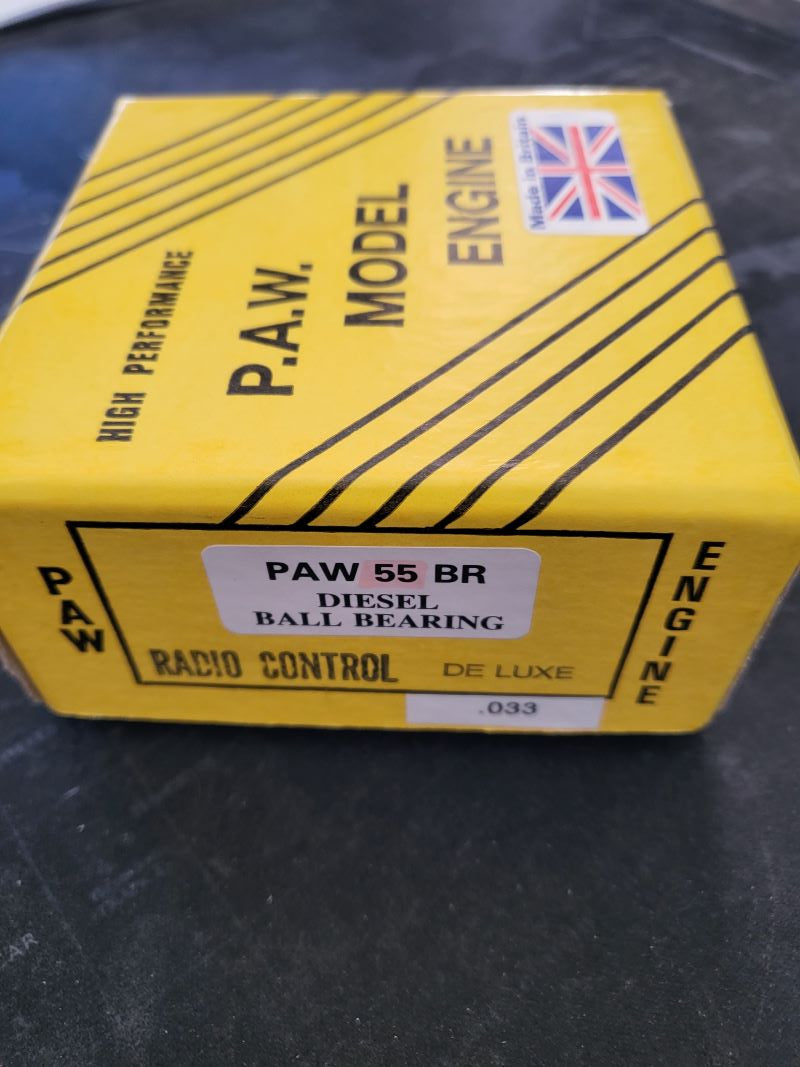 HIGH PERFORMANCE
P.A.W.
MODEL
ENGINE
Made in Britain
PAW
PAW 55 BR
DIESEL
BALL BEARING
RADIO CONTROL DE LUXE
.033
ENGINE